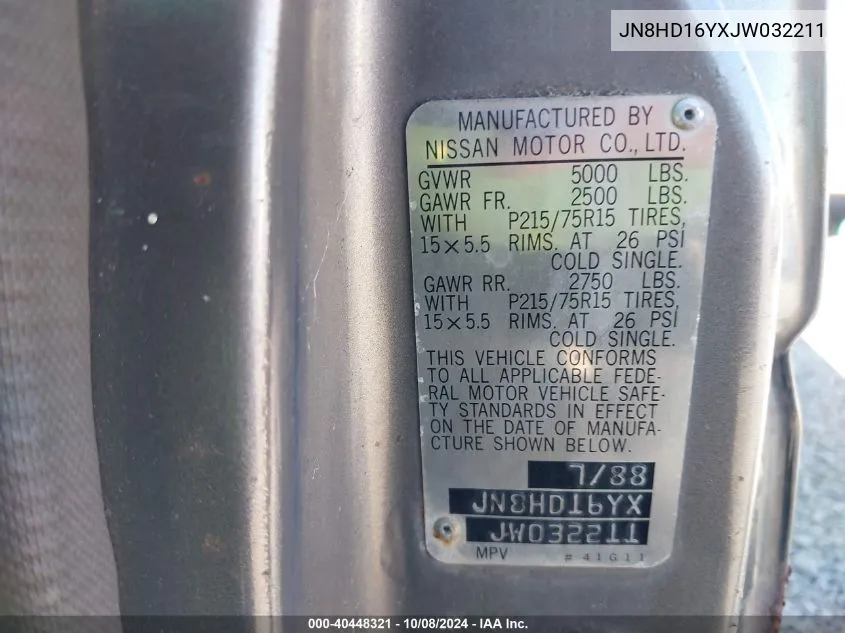 JN8HD16YXJW032211
MANUFACTURED BY
NISSAN MOTOR CO., LTD.
GVWR 5000 LBS.
GAWR FR. 2500 LBS.
WITH P215/75R15 TIRES,
15×5.5 RIMS. AT 26 PSI
COLD SINGLE.
GAWR RR. 2750 LBS.
WITH P215/75R15 TIRES,
15×5.5 RIMS. AT 26 PSI
COLD SINGLE.
THIS VEHICLE CONFORMS
TO ALL APPLICABLE FEDE-
RAL MOTOR VEHICLE SAFE-
TY STANDARDS IN EFFECT
ON THE DATE OF MANUFA-
CTURE SHOWN BELOW.
7/88
JN8HD16YX
JW032211
MPV # 41G11
000-40448321 - 10/08/2024 - IAA Inc.